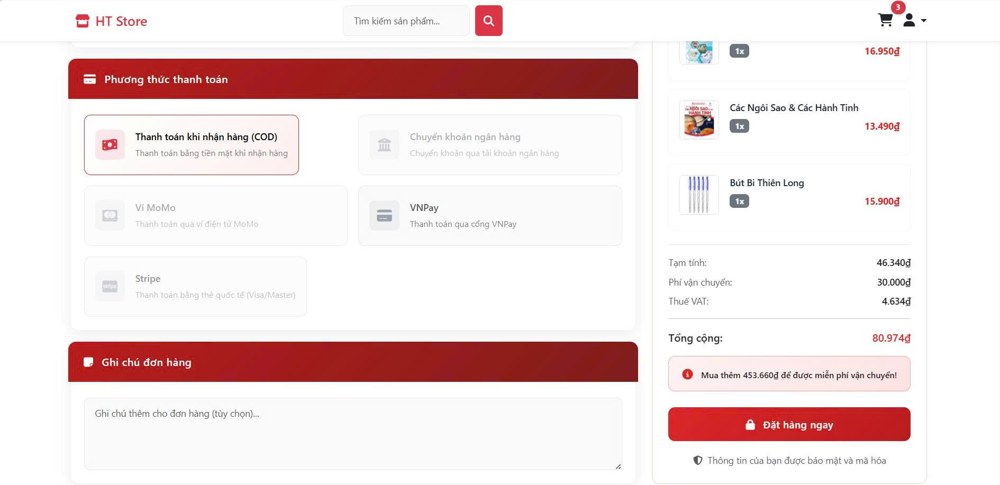 HT Store
Tìm kiếm sản phẩm...
3
Phương thức thanh toán
Thanh toán khi nhận hàng (COD)
Thanh toán bằng tiền mặt khi nhận hàng
Chuyển khoản ngân hàng
Chuyển khoản qua tài khoản ngân hàng
Ví MoMo
Thanh toán qua ví điện tử MoMo
VNPay
Thanh toán qua cổng VNPay
stripe
Stripe
Thanh toán bằng thẻ quốc tế (Visa/Master)
Ghi chú đơn hàng
Ghi chú thêm cho đơn hàng (tùy chọn)...
1x
16.950₫
NGÔI SAO
HÀNH TINH
Các Ngôi Sao & Các Hành Tinh
1x
13.490₫
Bút Bi Thiên Long
1x
15.900₫
Tạm tính:
46.340₫
Phí vận chuyển:
30.000₫
Thuế VAT:
4.634₫
Tổng cộng:
80.974₫
Mua thêm 453.660₫ để được miễn phí vận chuyển!
Đặt hàng ngay
Thông tin của bạn được bảo mật và mã hóa